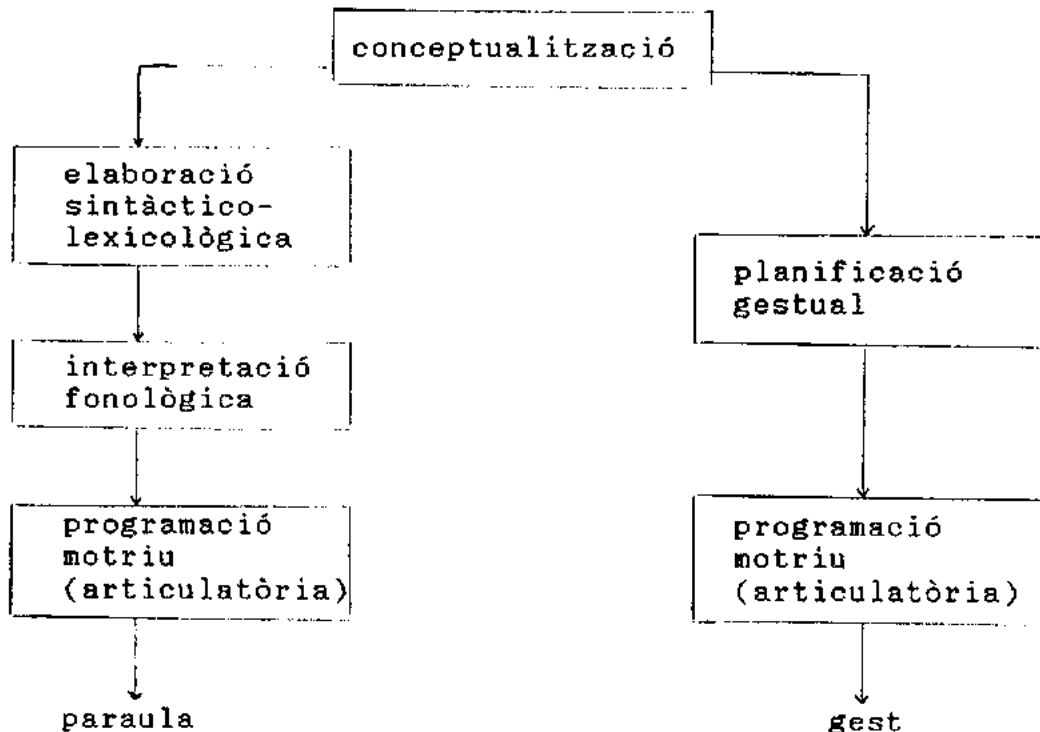 conceptualització
elaboració
sintàctico-
lexicològica
interpretació
fonològica
programació
motriu
(articulatòria)
paraula
planificació
gestual
programació
motriu
(articulatòria)
gest